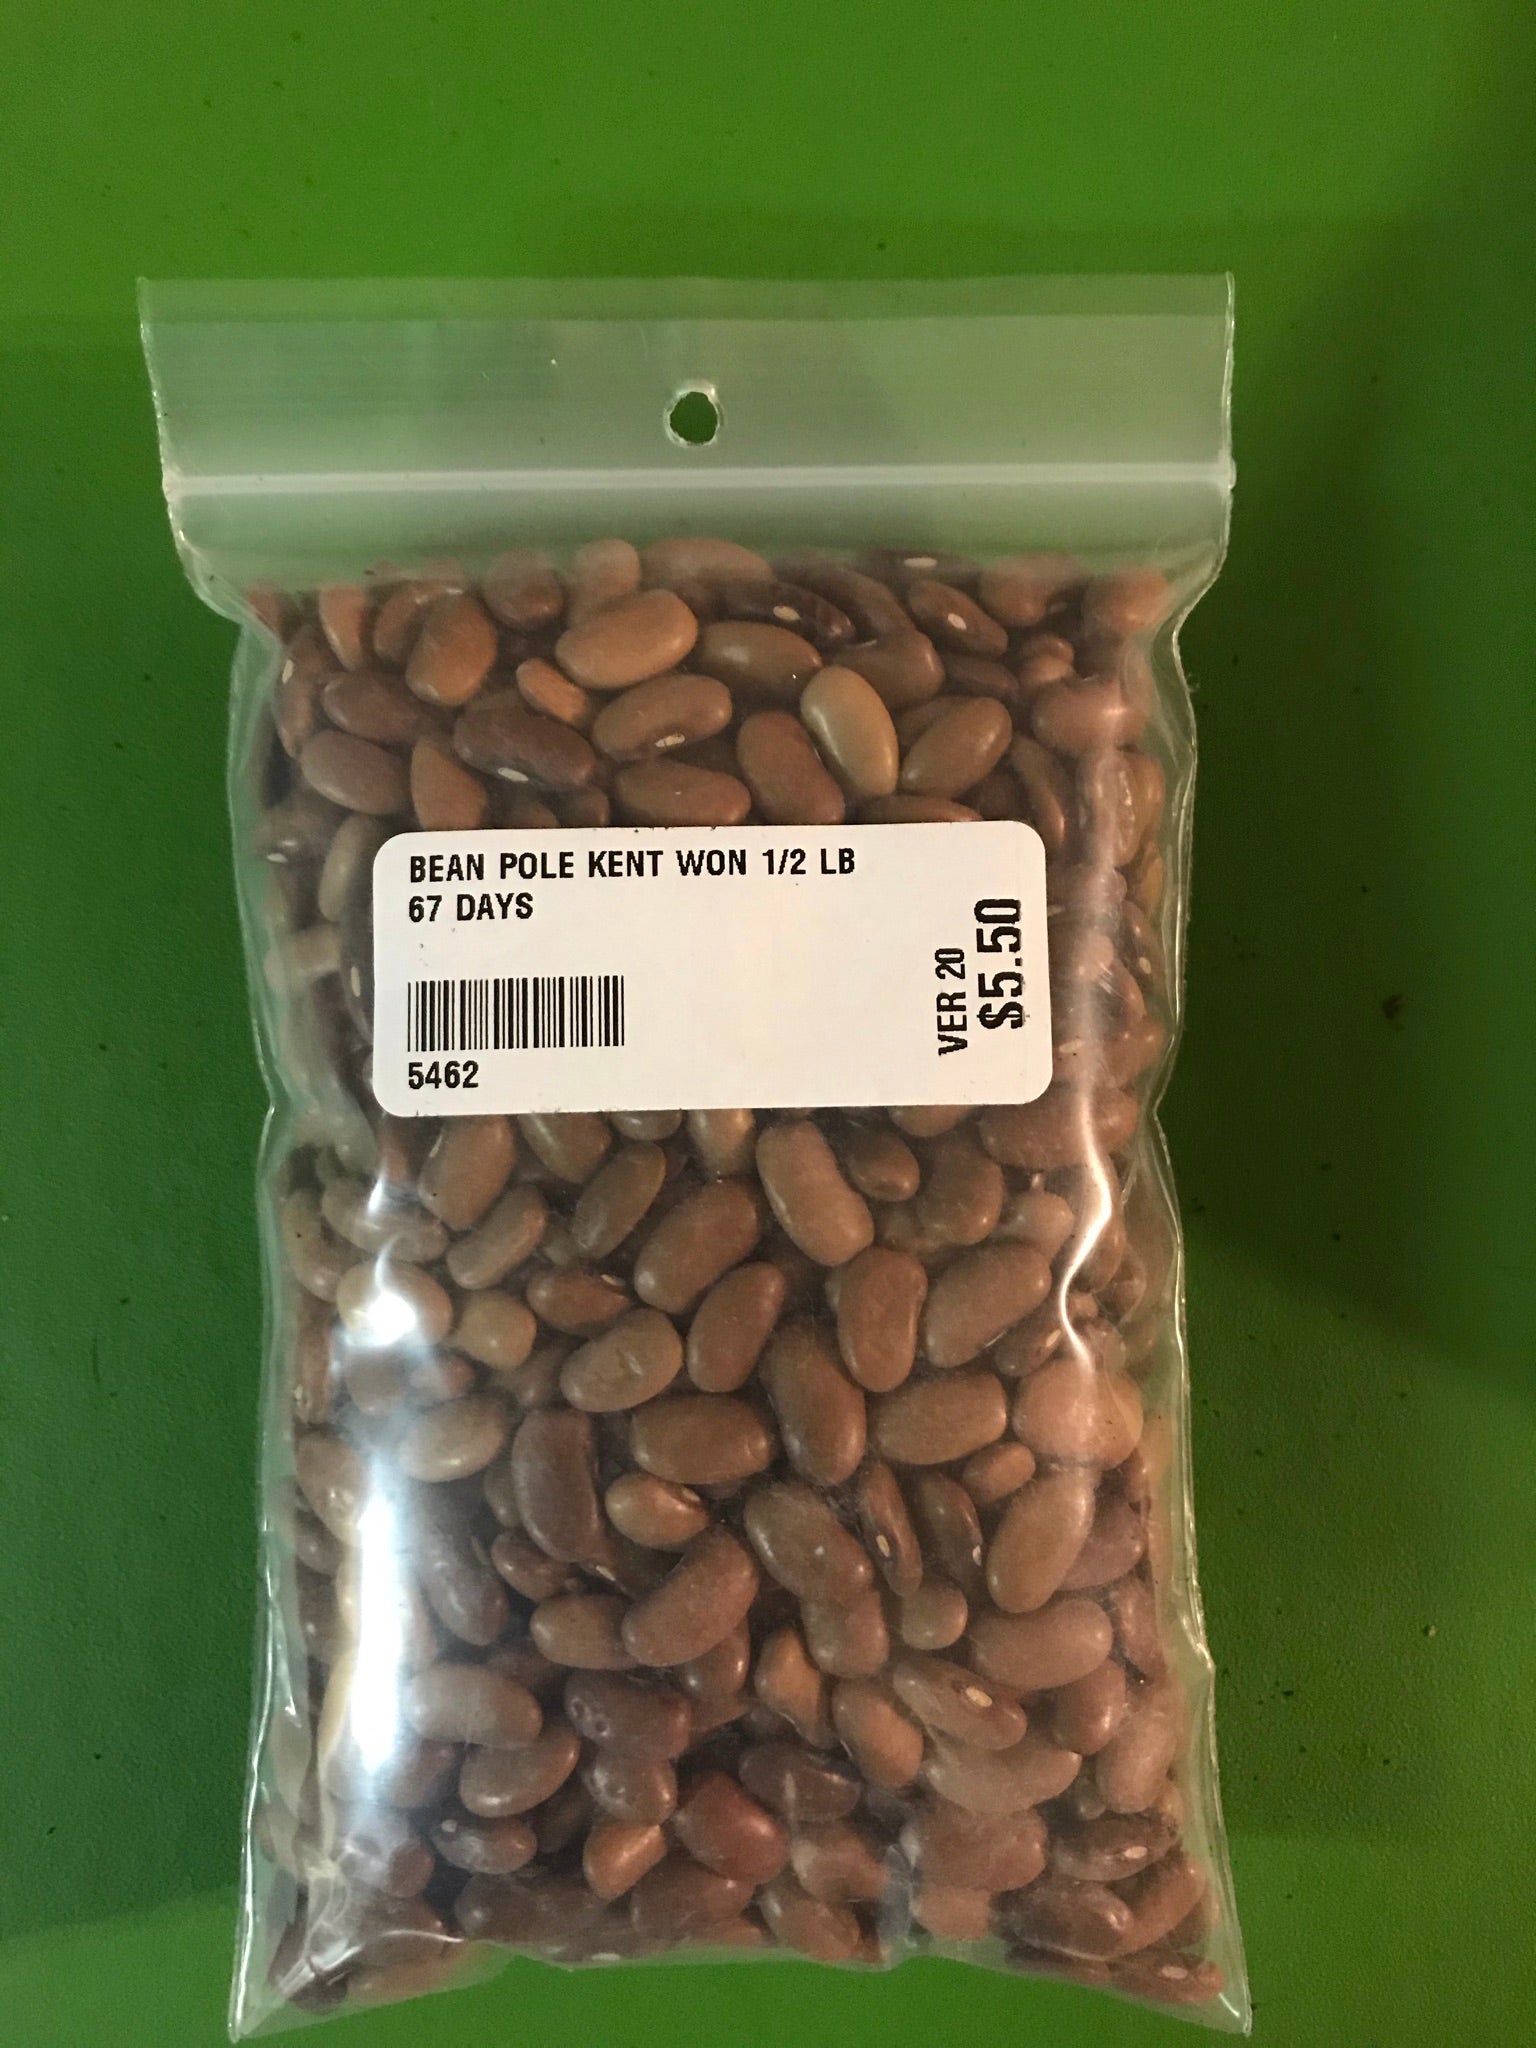 BEAN POLE KENT WON 1/2 LB
67 DAYS
5462
VER 20
$5.50